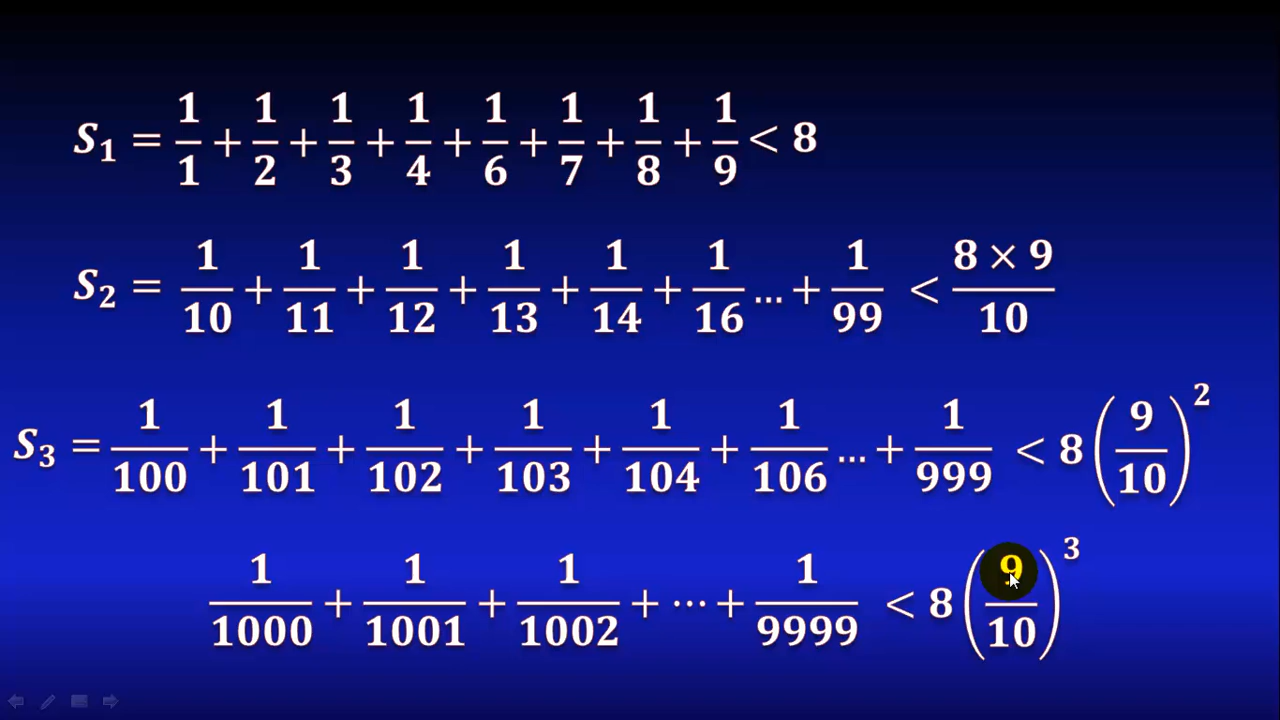 S₁ = 1/1 + 1/2 + 1/3 + 1/4 + 1/6 + 1/7 + 1/8 + 1/9 < 8
S₂ = 1/10 + 1/11 + 1/12 + 1/13 + 1/14 + 1/16 ... + 1/99 < (8 × 9)/10
S₃ = 1/100 + 1/101 + 1/102 + 1/103 + 1/104 + 1/106 ... + 1/999 < 8(9/10)²
1/1000 + 1/1001 + 1/1002 + ⋯ + 1/9999 < 8(9/10)³